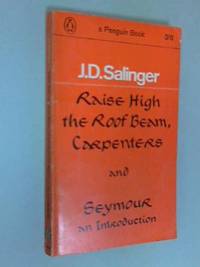 a Penguin Book
3/6
J.D. Salinger
Raise High
the Roof Beam,
Carpenters
and
Seymour
an Introduction